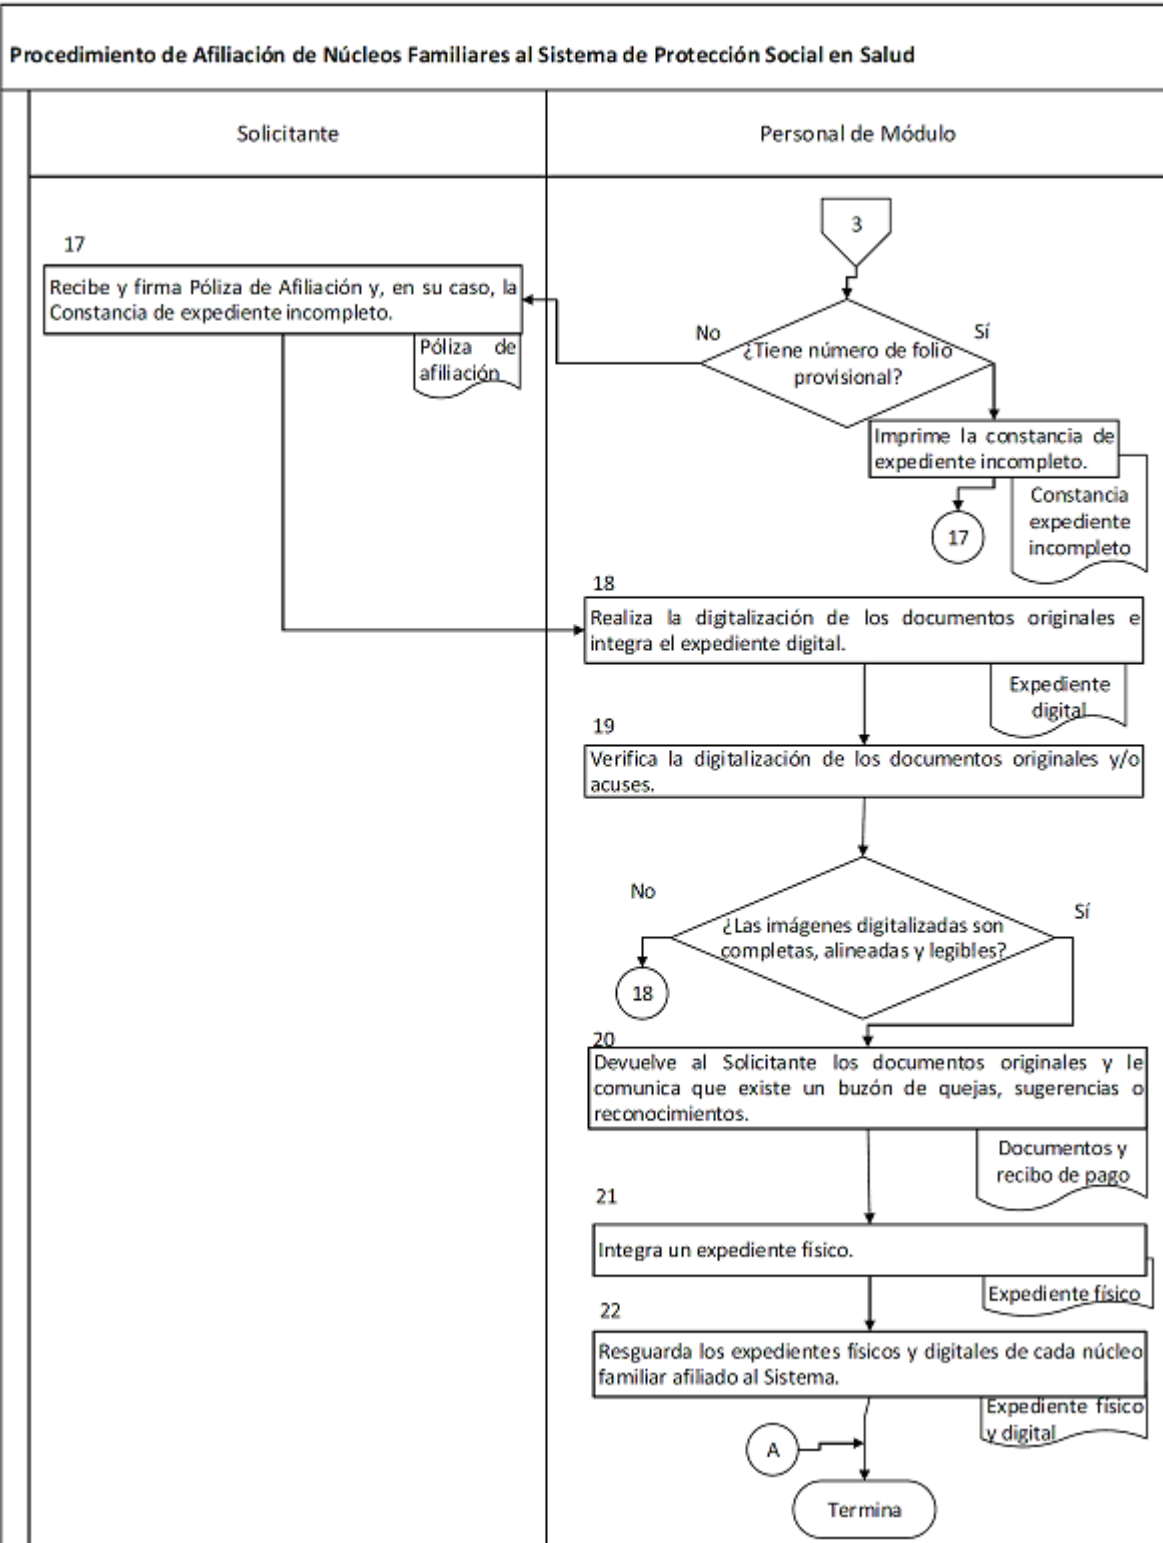 Procedimiento de Afiliación de Núcleos Familiares al Sistema de Protección Social en Salud
Solicitante
Personal de Módulo
3
17
Recibe y firma Póliza de Afiliación y, en su caso, la
Constancia de expediente incompleto.
Póliza de
afiliación
No
Sí
¿Tiene número de folio
provisional?
Imprime la constancia de
expediente incompleto.
Constancia
expediente
incompleto
17
18
Realiza la digitalización de los documentos originales e
integra el expediente digital.
Expediente
digital
19
Verifica la digitalización de los documentos originales y/o
acuses.
No
Sí
¿Las imágenes digitalizadas son
completas, alineadas y legibles?
18
20
Devuelve al Solicitante los documentos originales y le
comunica que existe un buzón de quejas, sugerencias o
reconocimientos.
Documentos y
recibo de pago
21
Integra un expediente físico.
Expediente físico
22
Resguarda los expedientes físicos y digitales de cada núcleo
familiar afiliado al Sistema.
Expediente físico
y digital
A
Termina